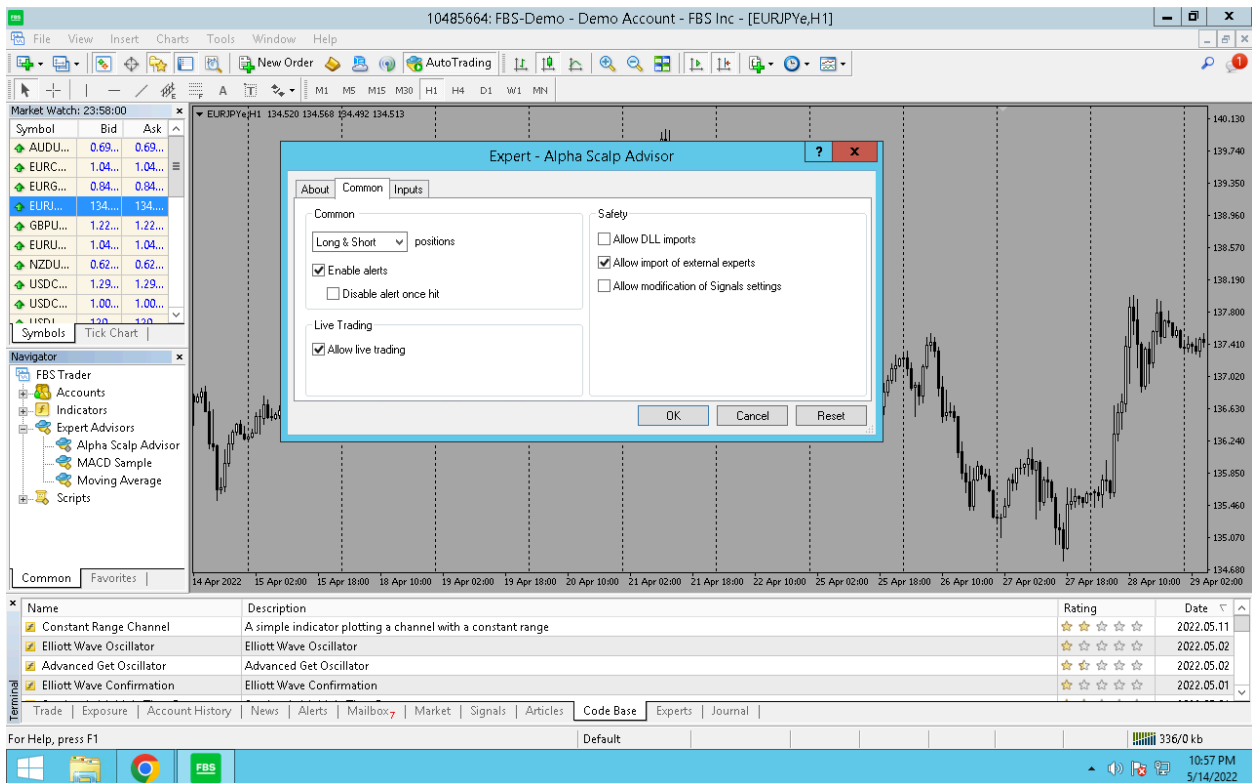 10485664: FBS-Demo - Demo Account - FBS Inc - [EURJPYe,H1]
File View Insert Charts Tools Window Help
New Order AutoTrading
A T M1 M5 M15 M30 H1 H4 D1 W1 MN
Market Watch: 23:58:00
Symbol Bid Ask
AUDU... 0.69... 0.69...
EURC... 1.04... 1.04...
EURG... 0.84... 0.84...
EURJ... 134.... 134....
GBPU... 1.22... 1.22...
EURU... 1.04... 1.04...
NZDU... 0.62... 0.62...
USDC... 1.29... 1.29...
USDC... 1.00... 1.00...
Symbols Tick Chart
Navigator
FBS Trader
Accounts
Indicators
Expert Advisors
Alpha Scalp Advisor
MACD Sample
Moving Average
Scripts
Common Favorites
EURJPYe,H1 134.520 134.568 134.492 134.513
Expert - Alpha Scalp Advisor
? x
About Common Inputs
Common
Long & Short positions
Enable alerts
Disable alert once hit
Live Trading
Allow live trading
Safety
Allow DLL imports
Allow import of external experts
Allow modification of Signals settings
OK Cancel Reset
140.130
139.740
139.350
138.960
138.570
138.190
137.800
137.410
137.020
136.630
136.240
135.850
135.460
135.070
134.680
14 Apr 2022 15 Apr 02:00 15 Apr 18:00 18 Apr 10:00 19 Apr 02:00 19 Apr 18:00 20 Apr 10:00 21 Apr 02:00 21 Apr 18:00 22 Apr 10:00 25 Apr 02:00 25 Apr 18:00 26 Apr 10:00 27 Apr 02:00 27 Apr 18:00 28 Apr 10:00 29 Apr 02:00
Terminal
Name Description Rating Date
Constant Range Channel A simple indicator plotting a channel with a constant range 2022.05.11
Elliott Wave Oscillator Elliott Wave Oscillator 2022.05.02
Advanced Get Oscillator Advanced Get Oscillator 2022.05.02
Elliott Wave Confirmation Elliott Wave Confirmation 2022.05.01
Trade | Exposure | Account History | News | Alerts | Mailbox 7 | Market | Signals | Articles | Code Base | Experts | Journal |
For Help, press F1 Default 336/0 kb
FBS
10:57 PM
5/14/2022